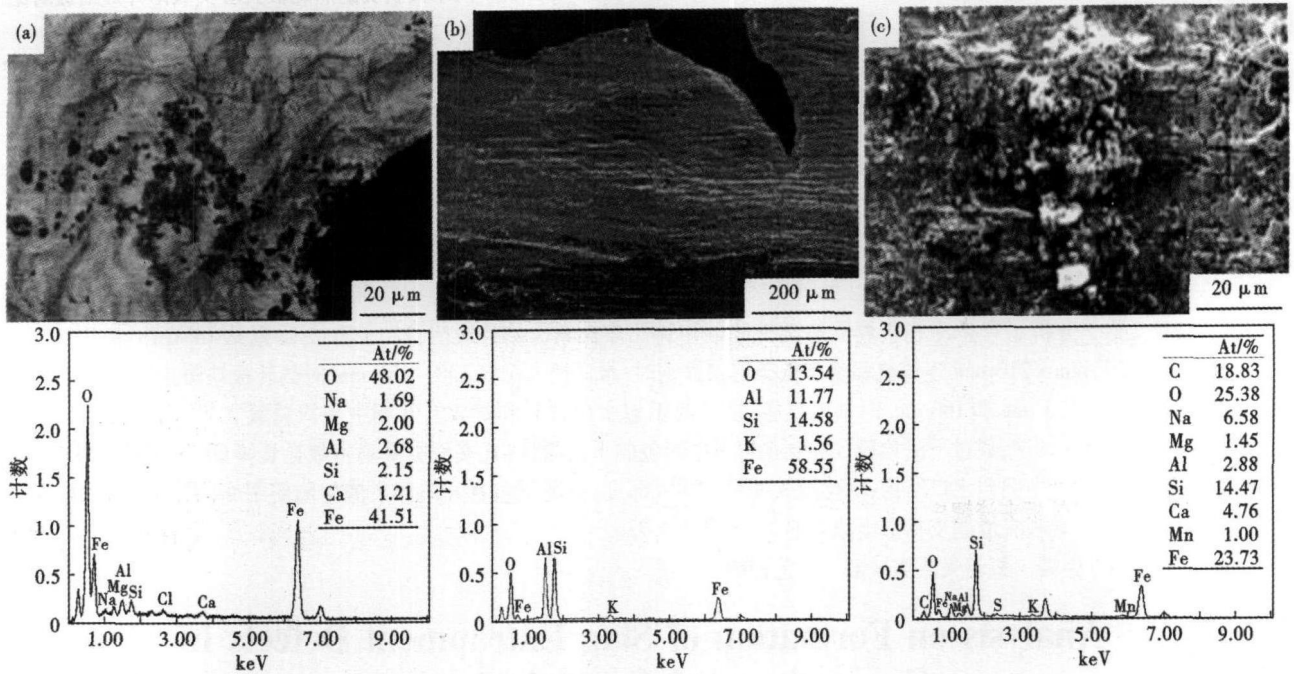 (a)
(b)
(c)
20 μm
200 μm
20 μm
3.0
2.5
2.0
1.5
1.0
0.5
0
计数
O
Fe
Na
Mg
Al
Si
Cl
Ca
Fe
At/%
O 48.02
Na 1.69
Mg 2.00
Al 2.68
Si 2.15
Ca 1.21
Fe 41.51
1.00 3.00 5.00 7.00 9.00
keV
3.0
2.5
2.0
1.5
1.0
0.5
0
计数
O
Fe
Al Si
K
Fe
At/%
O 13.54
Al 11.77
Si 14.58
K 1.56
Fe 58.55
1.00 3.00 5.00 7.00 9.00
keV
3.0
2.5
2.0
1.5
1.0
0.5
0
计数
C
O
Fe
Na
Mg
Al
Si
S
K
Mn
Fe
At/%
C 18.83
O 25.38
Na 6.58
Mg 1.45
Al 2.88
Si 14.47
Ca 4.76
Mn 1.00
Fe 23.73
1.00 3.00 5.00 7.00 9.00
keV